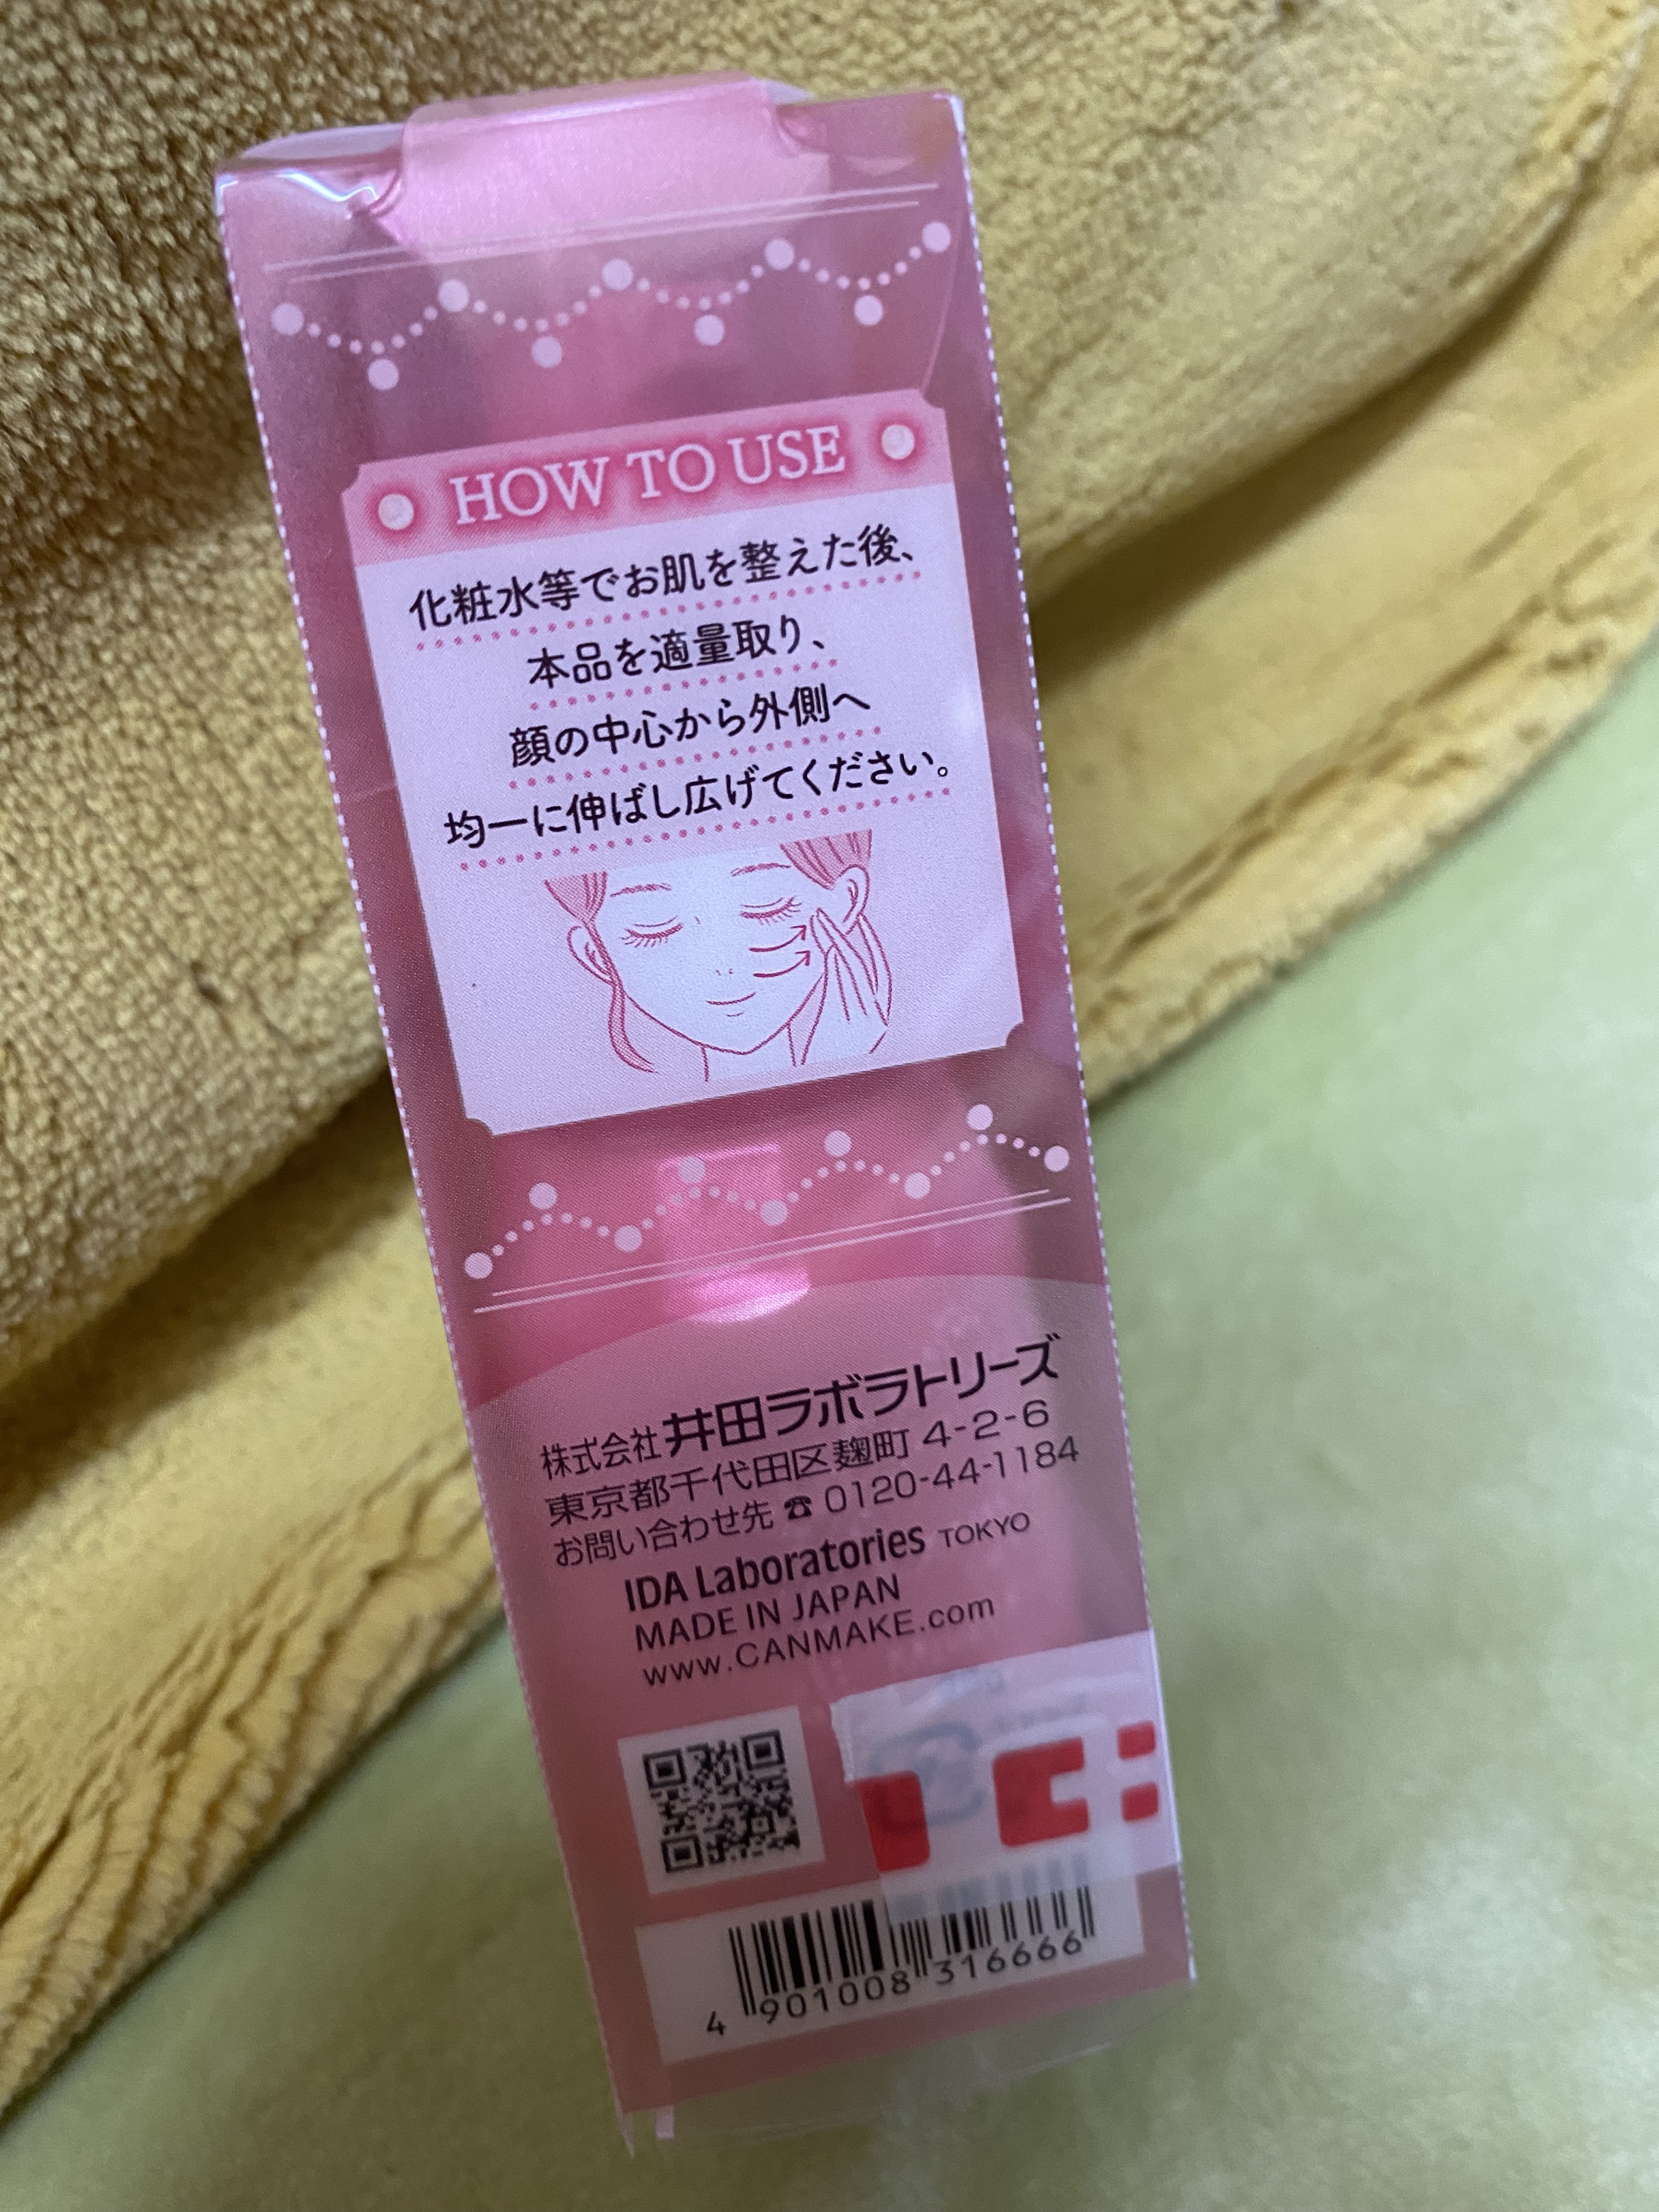 HOW TO USE
化粧水等でお肌を整えた後、
本品を適量取り、
顔の中心から外側へ
均一に伸ばし広げてください。
株式会社 井田ラボラトリーズ
東京都千代田区麹町 4-2-6
お問い合わせ先 ☎ 0120-44-1184
IDA Laboratories TOKYO
MADE IN JAPAN
www.CANMAKE.com
4 901008 316666